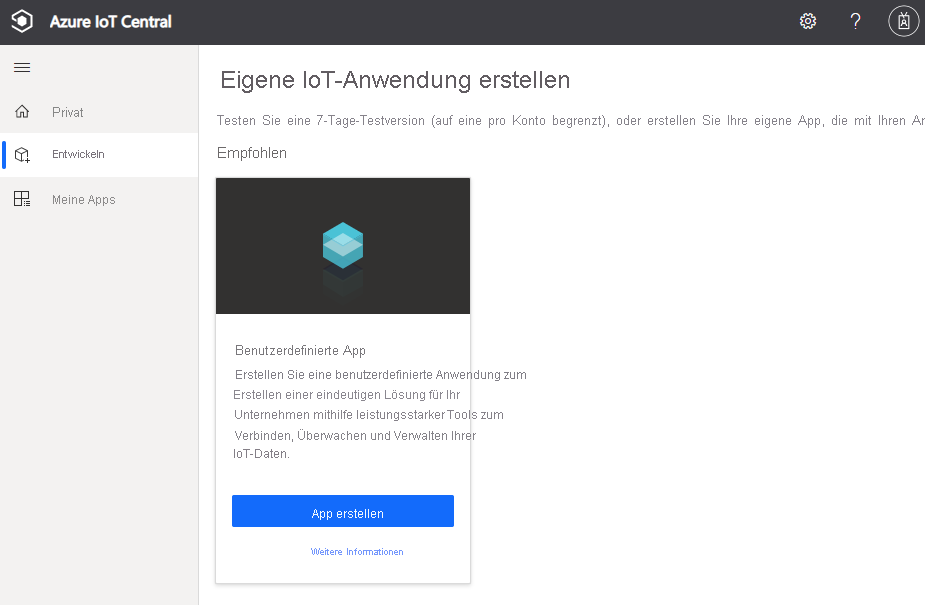 Azure IoT Central
?
Privat
Entwickeln
Meine Apps
Eigene IoT-Anwendung erstellen
Testen Sie eine 7-Tage-Testversion (auf eine pro Konto begrenzt), oder erstellen Sie Ihre eigene App, die mit Ihren Ar
Empfohlen
Benutzerdefinierte App
Erstellen Sie eine benutzerdefinierte Anwendung zum
Erstellen einer eindeutigen Lösung für Ihr
Unternehmen mithilfe leistungsstarker Tools zum
Verbinden, Überwachen und Verwalten Ihrer
IoT-Daten.
App erstellen
Weitere Informationen